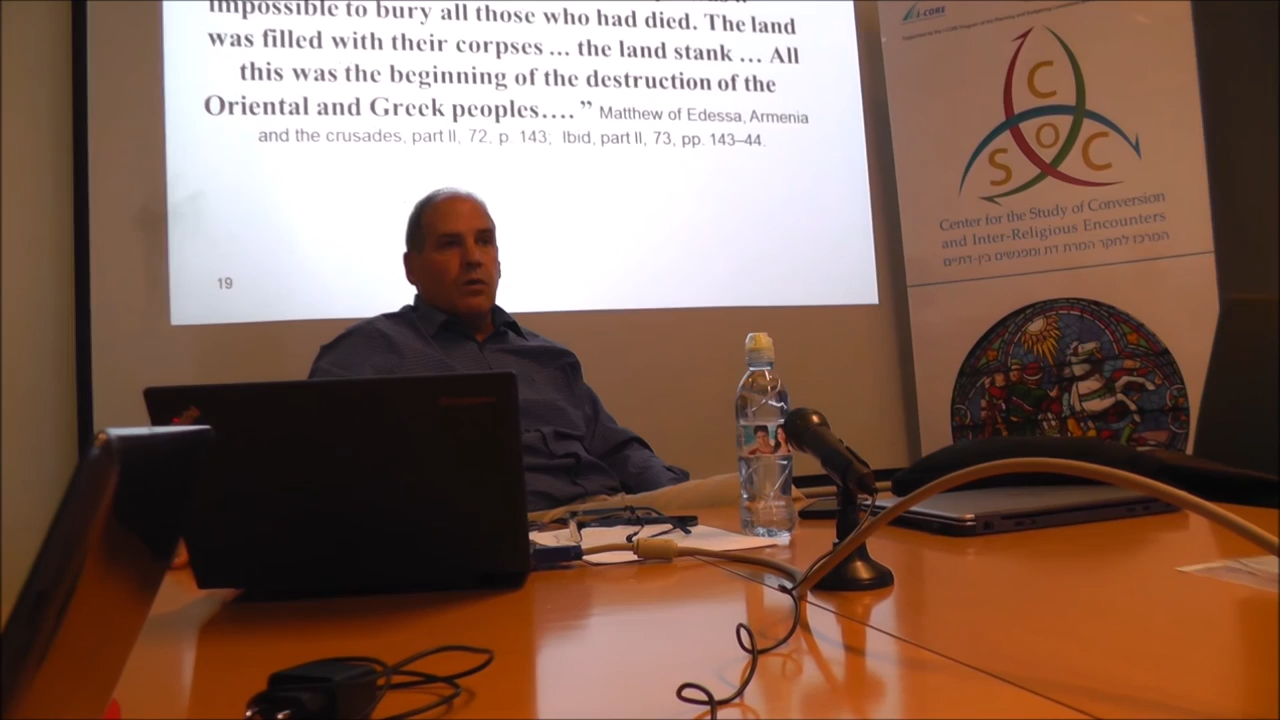 impossible to bury all those who had died. The land
was filled with their corpses ... the land stank ... All
this was the beginning of the destruction of the
Oriental and Greek peoples…. ” Matthew of Edessa, Armenia
and the crusades, part II, 72, p. 143; Ibid, part II, 73, pp. 143–44.
19
i-CORE
C
S O C
Center for the Study of Conversion
and Inter-Religious Encounters
המרכז לחקר המרת דת ומפגשים בין-דתיים